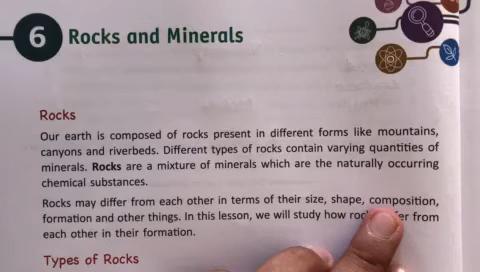 6 Rocks and Minerals
Rocks
Our earth is composed of rocks present in different forms like mountains,
canyons and riverbeds. Different types of rocks contain varying quantities of
minerals. Rocks are a mixture of minerals which are the naturally occurring
chemical substances.
Rocks may differ from each other in terms of their size, shape, composition,
formation and other things. In this lesson, we will study how from
each other in their formation.
Types of Rocks